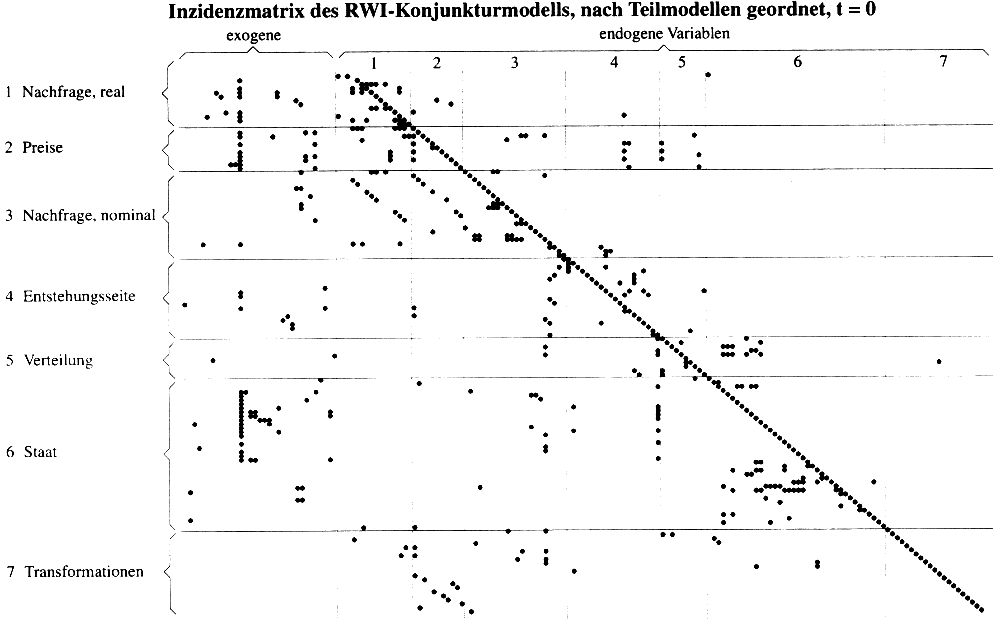 Inzidenzmatrix des RWI-Konjunkturmodells, nach Teilmodellen geordnet, t = 0
exogene endogene Variablen
1 2 3 4 5 6 7
1 Nachfrage, real
2 Preise
3 Nachfrage, nominal
4 Entstehungsseite
5 Verteilung
6 Staat
7 Transformationen